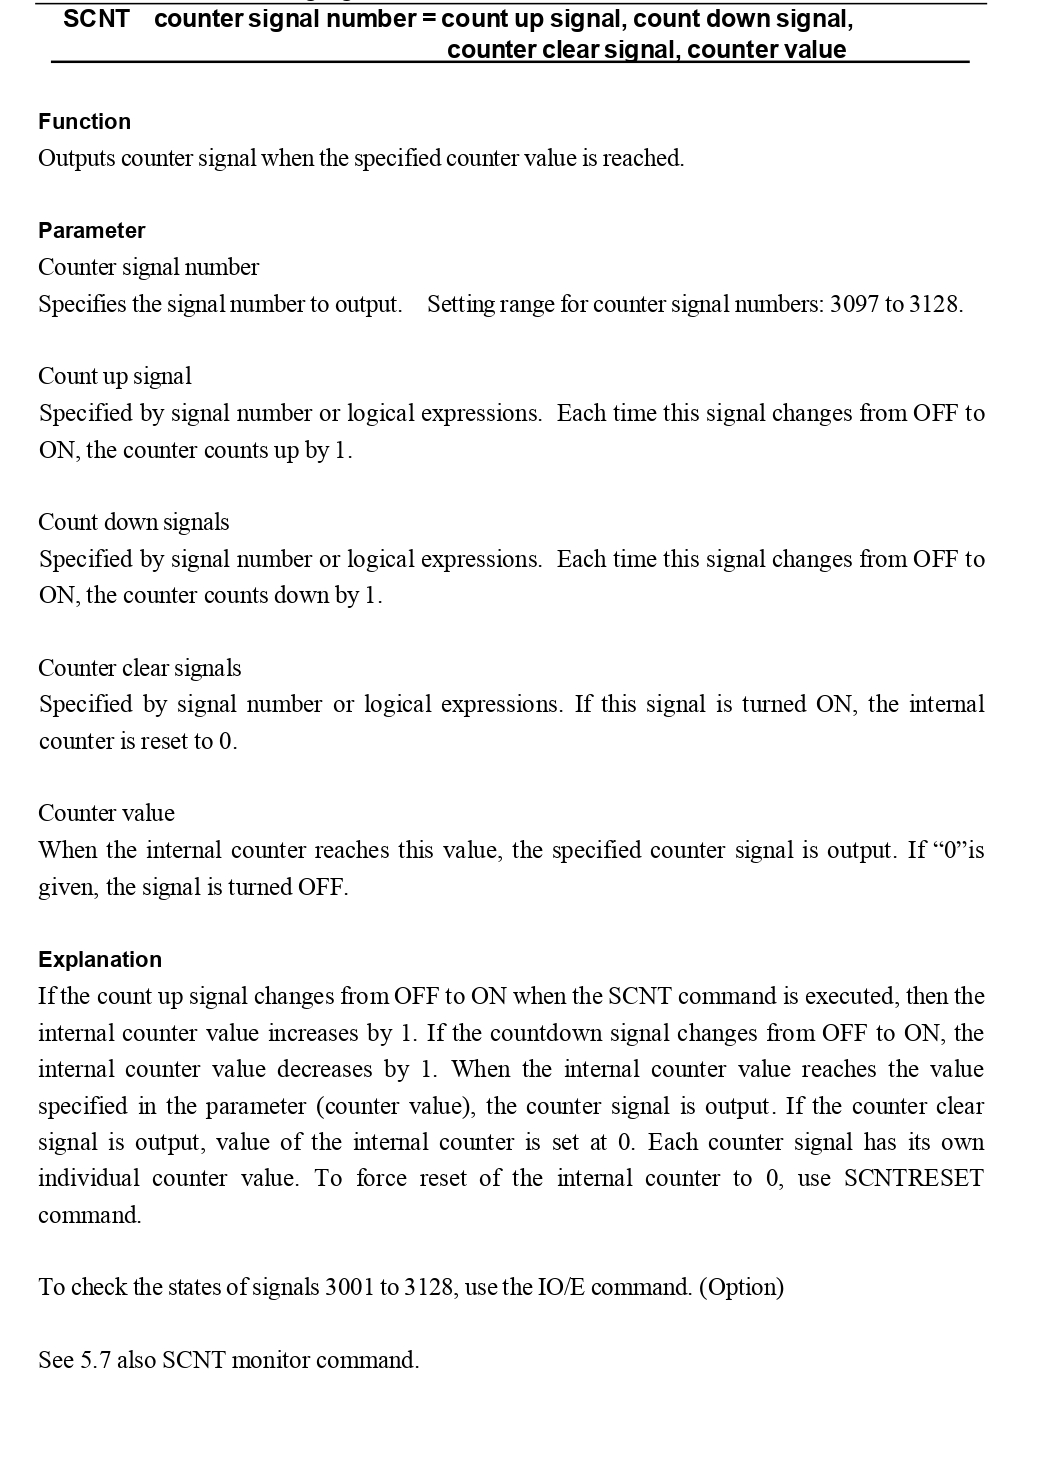 SCNT counter signal number = count up signal, count down signal,
counter clear signal, counter value
Function
Outputs counter signal when the specified counter value is reached.
Parameter
Counter signal number
Specifies the signal number to output. Setting range for counter signal numbers: 3097 to 3128.
Count up signal
Specified by signal number or logical expressions. Each time this signal changes from OFF to
ON, the counter counts up by 1.
Count down signals
Specified by signal number or logical expressions. Each time this signal changes from OFF to
ON, the counter counts down by 1.
Counter clear signals
Specified by signal number or logical expressions. If this signal is turned ON, the internal
counter is reset to 0.
Counter value
When the internal counter reaches this value, the specified counter signal is output. If “0”is
given, the signal is turned OFF.
Explanation
If the count up signal changes from OFF to ON when the SCNT command is executed, then the
internal counter value increases by 1. If the countdown signal changes from OFF to ON, the
internal counter value decreases by 1. When the internal counter value reaches the value
specified in the parameter (counter value), the counter signal is output. If the counter clear
signal is output, value of the internal counter is set at 0. Each counter signal has its own
individual counter value. To force reset of the internal counter to 0, use SCNTRESET
command.
To check the states of signals 3001 to 3128, use the IO/E command. (Option)
See 5.7 also SCNT monitor command.